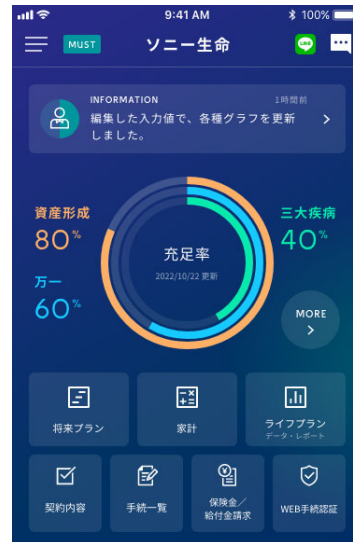 9:41 AM
100%
MUST
ソニー生命
LINE
INFORMATION
1時間前
編集した入力値で、各種グラフを更新
しました。
資産形成
80%
三大疾病
40%
充足率
2022/10/22 更新
万一
60%
MORE
将来プラン
家計
ライフプラン
データ・レポート
契約内容
手続一覧
保険金／
給付金請求
WEB手続認証